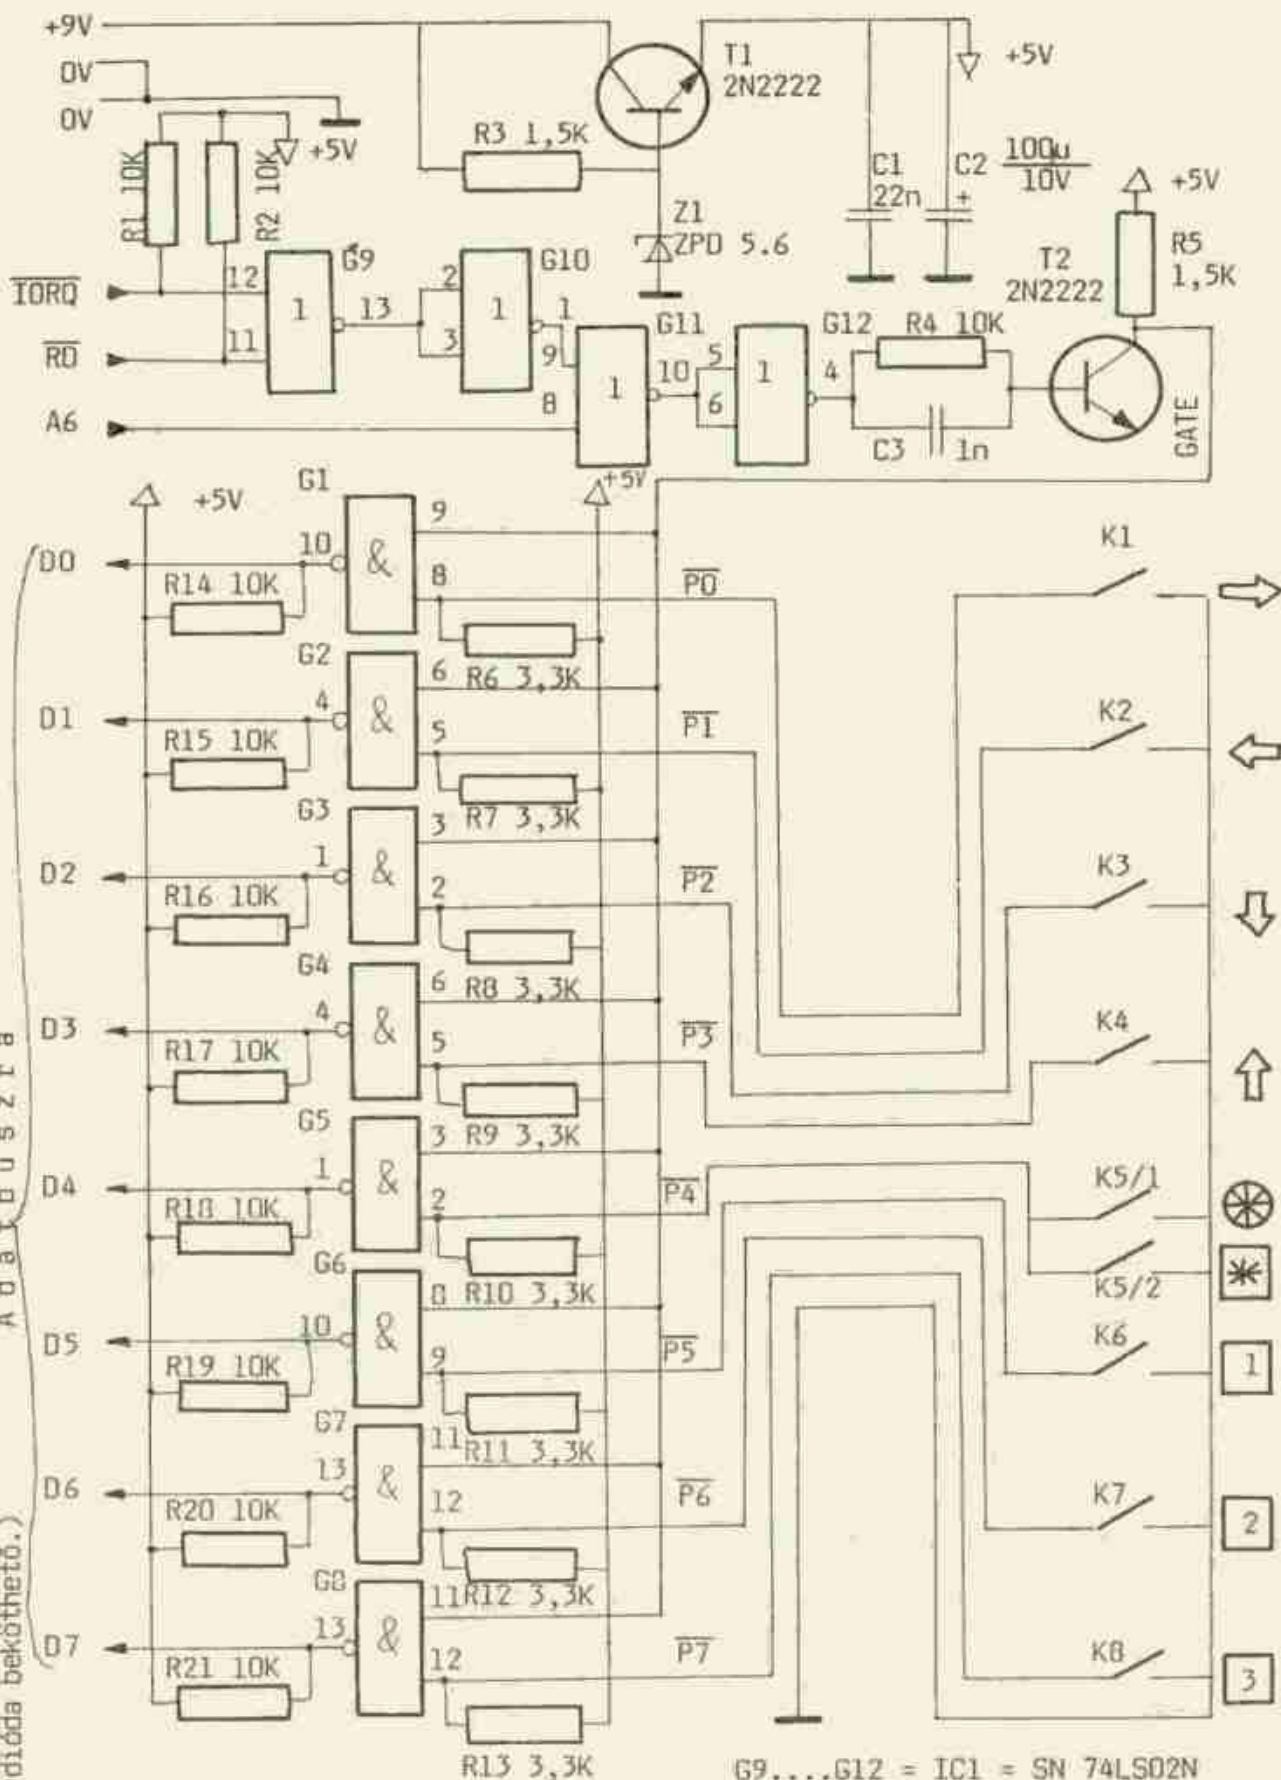 +9V
0V
0V
+5V
R1 10K
R2 10K
R3 1,5K
T1
2N2222
+5V
C1
22n
C2 100µ
10V
+
Z1
ZPD 5.6
+5V
R5
1,5K
T2
2N2222
IORQ
RD
A6
12
11
G9
1
13
2
3
G10
1
1
9
8
G11
1
10
5
6
G12
1
4
R4 10K
C3 1n
GATE
+5V
+5V
Adatbuszra
dióda beköthető.)
D0
R14 10K
10
G1
&
9
8
R6 3,3K
P0
K1
D1
R15 10K
4
G2
&
6
5
R7 3,3K
P1
K2
D2
R16 10K
1
G3
&
3
2
R8 3,3K
P2
K3
D3
R17 10K
4
G4
&
6
5
R9 3,3K
P3
K4
D4
R18 10K
1
G5
&
3
2
R10 3,3K
P4
K5/1
K5/2
D5
R19 10K
10
G6
&
8
9
R11 3,3K
P5
K6
1
D6
R20 10K
13
G7
&
11
12
R12 3,3K
P6
K7
2
D7
R21 10K
13
G8
&
11
12
R13 3,3K
P7
K8
3
G9....G12 = IC1 = SN 74LS02N